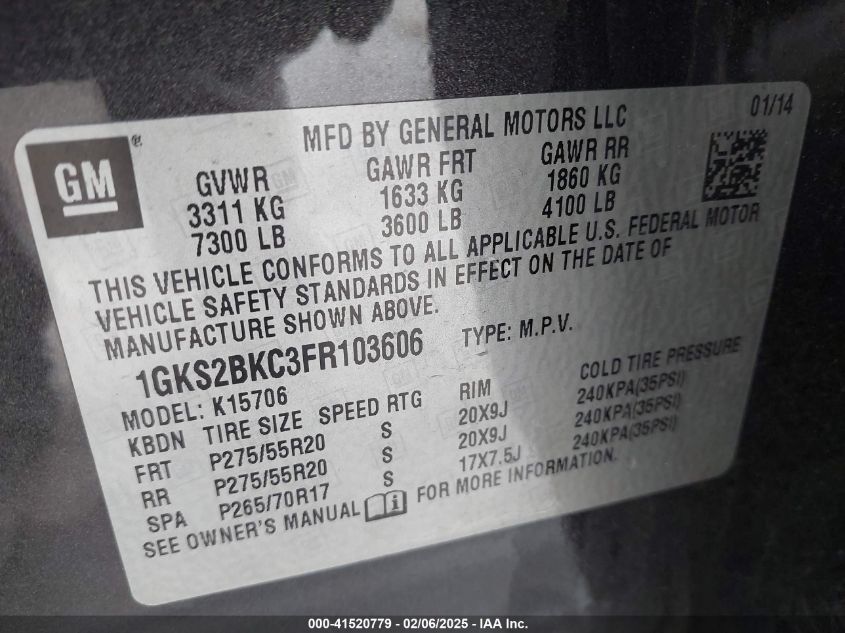 01/14
MFD BY GENERAL MOTORS LLC
GM
®
GVWR GAWR FRT GAWR RR
3311 KG 1633 KG 1860 KG
7300 LB 3600 LB 4100 LB
THIS VEHICLE CONFORMS TO ALL APPLICABLE U.S. FEDERAL MOTOR
VEHICLE SAFETY STANDARDS IN EFFECT ON THE DATE OF
MANUFACTURE SHOWN ABOVE.
1GKS2BKC3FR103606 TYPE: M.P.V.
MODEL: K15706
KBDN TIRE SIZE SPEED RTG RIM COLD TIRE PRESSURE
FRT P275/55R20 S 20X9J 240KPA(35PSI)
RR P275/55R20 S 20X9J 240KPA(35PSI)
SPA P265/70R17 S 17X7.5J 240KPA(35PSI)
SEE OWNER'S MANUAL FOR MORE INFORMATION.
000-41520779 - 02/06/2025 - IAA Inc.